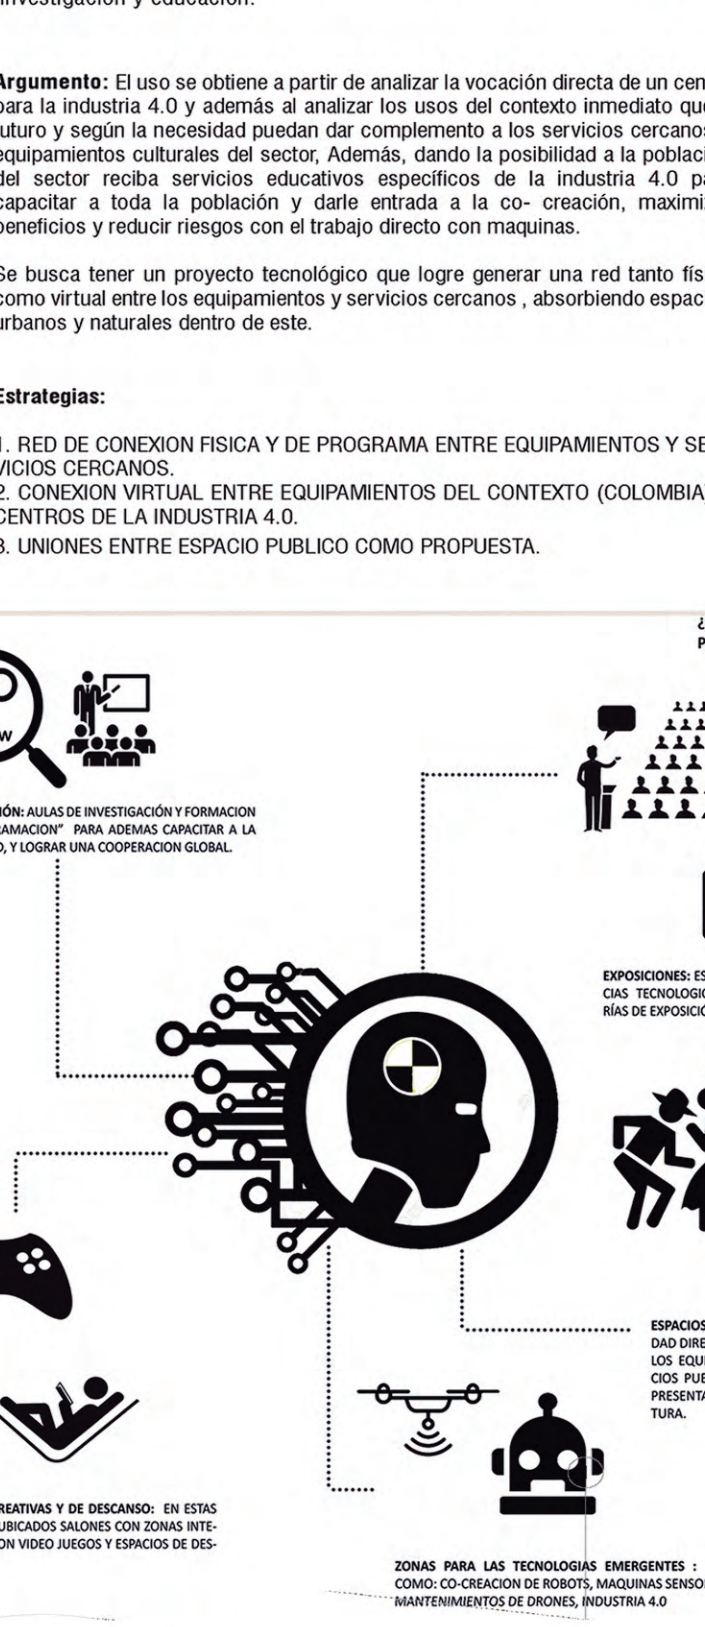 investigación y educación.
Argumento: El uso se obtiene a partir de analizar la vocación directa de un cen
para la industria 4.0 y además al analizar los usos del contexto inmediato que
futuro y según la necesidad puedan dar complemento a los servicios cercanos
equipamientos culturales del sector, Además, dando la posibilidad a la poblaci
del sector reciba servicios educativos específicos de la industria 4.0 pa
capacitar a toda la población y darle entrada a la co- creación, maximiz
beneficios y reducir riesgos con el trabajo directo con maquinas.
Se busca tener un proyecto tecnológico que logre generar una red tanto fís
como virtual entre los equipamientos y servicios cercanos , absorbiendo espaci
urbanos y naturales dentro de este.
Estrategias:
1. RED DE CONEXION FISICA Y DE PROGRAMA ENTRE EQUIPAMIENTOS Y SE
VICIOS CERCANOS.
2. CONEXION VIRTUAL ENTRE EQUIPAMIENTOS DEL CONTEXTO (COLOMBIA)
CENTROS DE LA INDUSTRIA 4.0.
3. UNIONES ENTRE ESPACIO PUBLICO COMO PROPUESTA.
¿
P
W
IÓN: AULAS DE INVESTIGACIÓN Y FORMACION
RAMACION” PARA ADEMAS CAPACITAR A LA
O, Y LOGRAR UNA COOPERACION GLOBAL.
EXPOSICIONES: ES
CIAS TECNOLOGIC
RÍAS DE EXPOSICIÓ
ESPACIOS
DAD DIRE
LOS EQUI
CIOS PUE
PRESENTA
TURA.
REATIVAS Y DE DESCANSO: EN ESTAS
UBICADOS SALONES CON ZONAS INTE-
ON VIDEO JUEGOS Y ESPACIOS DE DES-
ZONAS PARA LAS TECNOLOGIAS EMERGENTES :
COMO: CO-CREACION DE ROBOTS, MAQUINAS SENSOR
MANTENIMIENTOS DE DRONES, INDUSTRIA 4.0